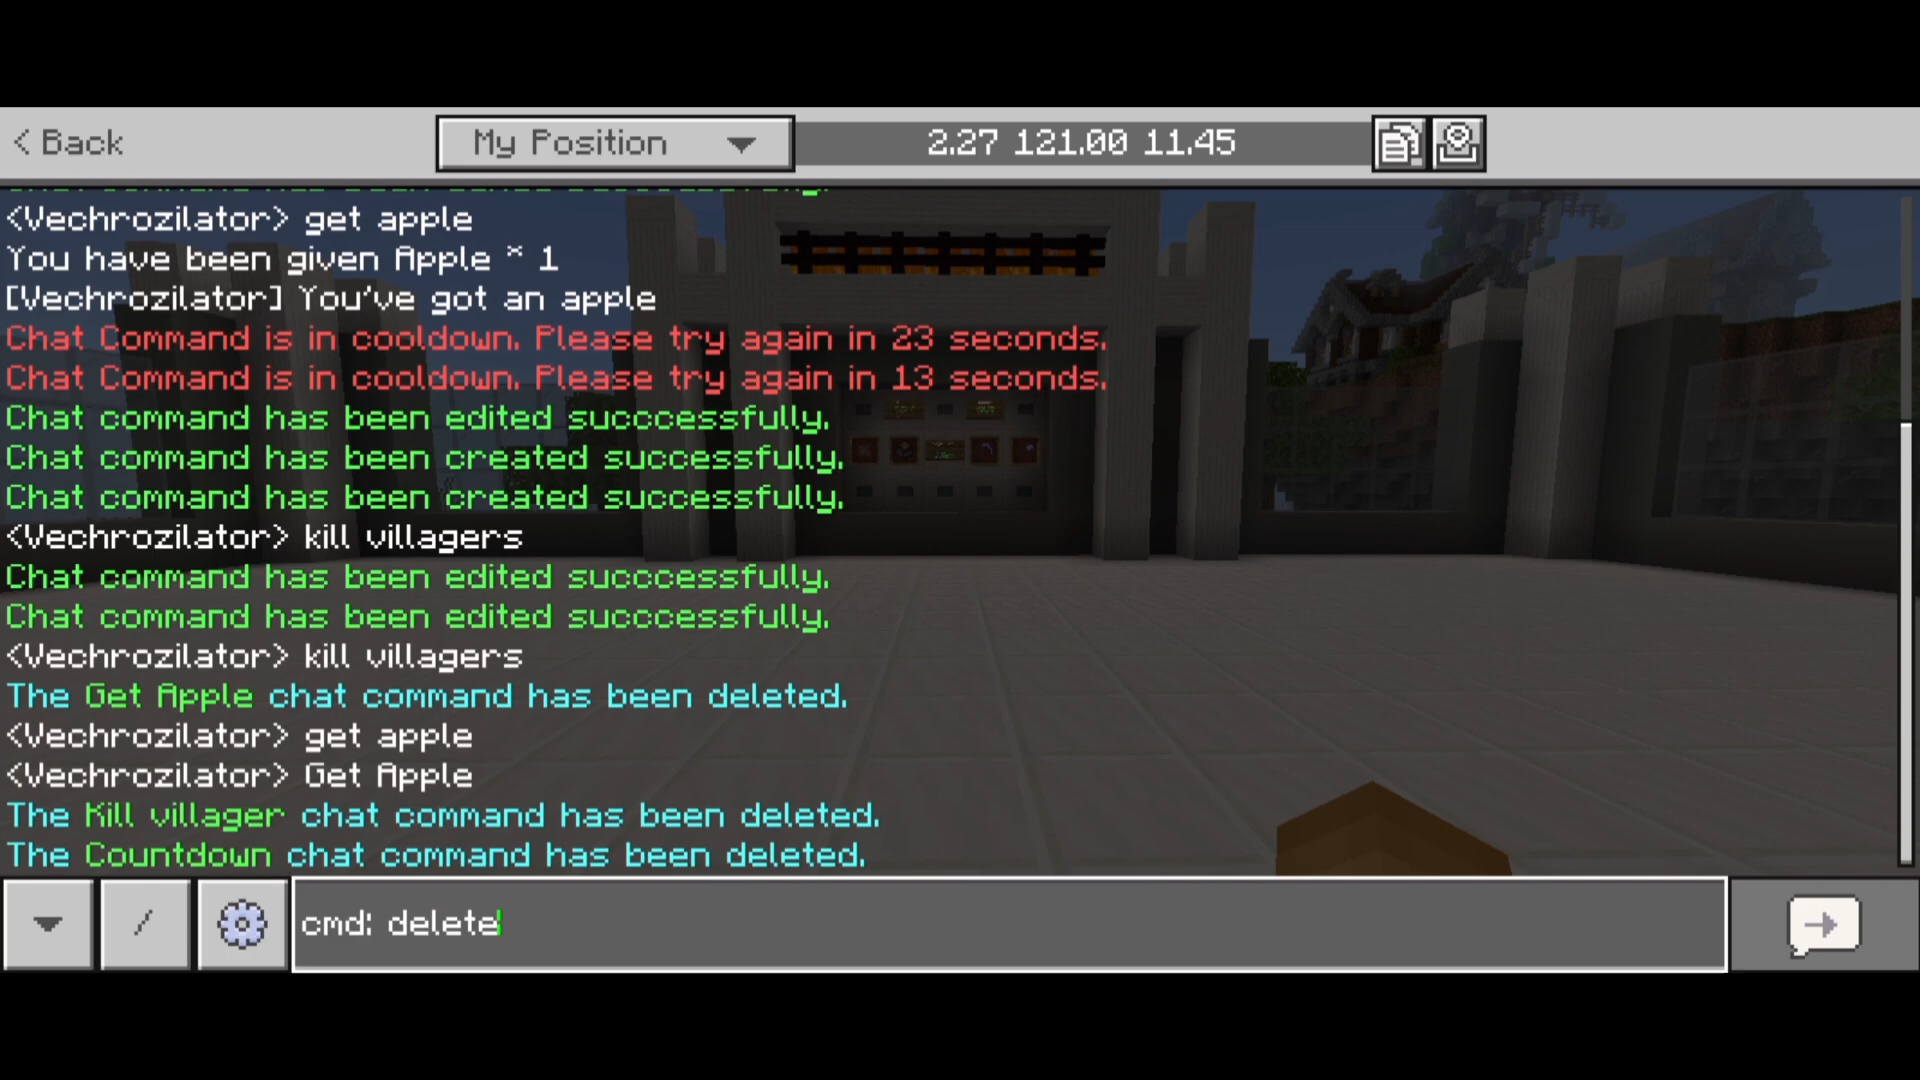 < Back
My Position
2.27 121.00 11.45
<Vechrozilator> get apple
You have been given Apple * 1
[Vechrozilator] You've got an apple
Chat Command is in cooldown. Please try again in 23 seconds.
Chat Command is in cooldown. Please try again in 13 seconds.
Chat command has been edited succcessfully.
Chat command has been created successfully.
Chat command has been created successfully.
<Vechrozilator> kill villagers
Chat command has been edited succcessfully.
Chat command has been edited succcessfully.
<Vechrozilator> kill villagers
The Get Apple chat command has been deleted.
<Vechrozilator> get apple
<Vechrozilator> Get Apple
The Kill villager chat command has been deleted.
The Countdown chat command has been deleted.
/
cmd: delete